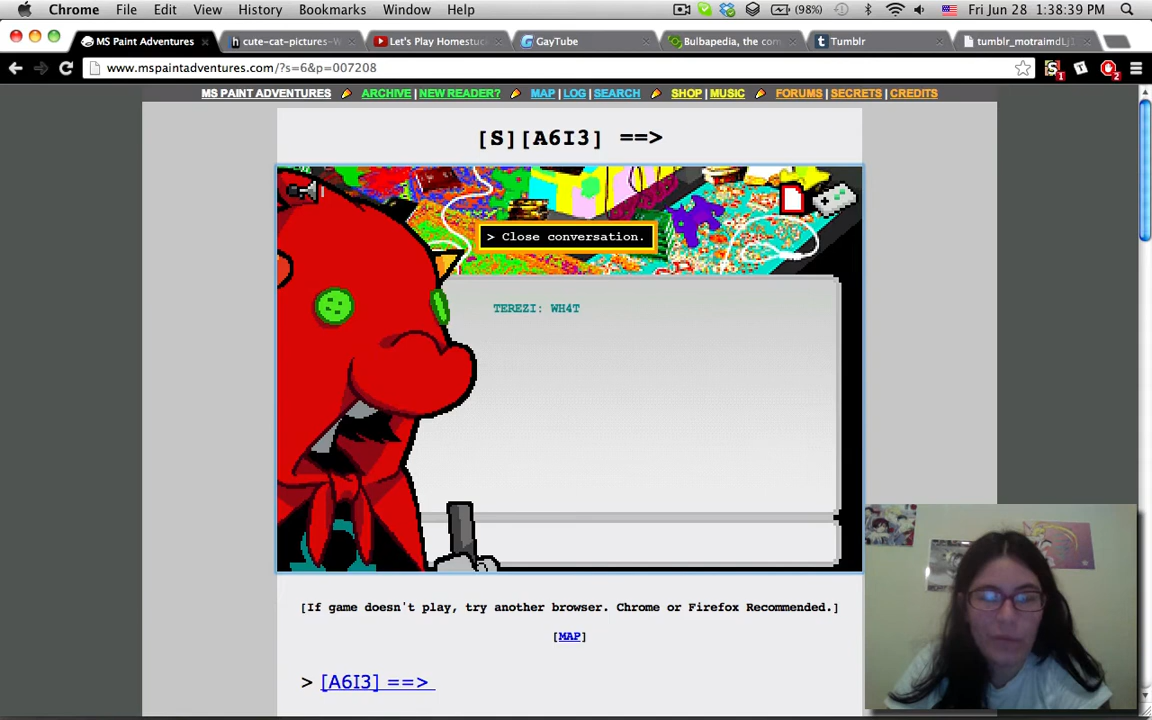 Chrome File Edit View History Bookmarks Window Help (98%) Fri Jun 28 1:38:39 PM
MS Paint Adventures cute-cat-pictures-W Let's Play Homestuc GayTube Bulbapedia, the com Tumblr tumblr_motraimdLj1
www.mspaintadventures.com/?s=6&p=007208
MS PAINT ADVENTURES ARCHIVE | NEW READER? MAP | LOG | SEARCH SHOP | MUSIC FORUMS | SECRETS | CREDITS
[S][A6I3] ==>
> Close conversation.
TEREZI: WH4T
[If game doesn't play, try another browser. Chrome or Firefox Recommended.]
[MAP]
> [A6I3] ==>